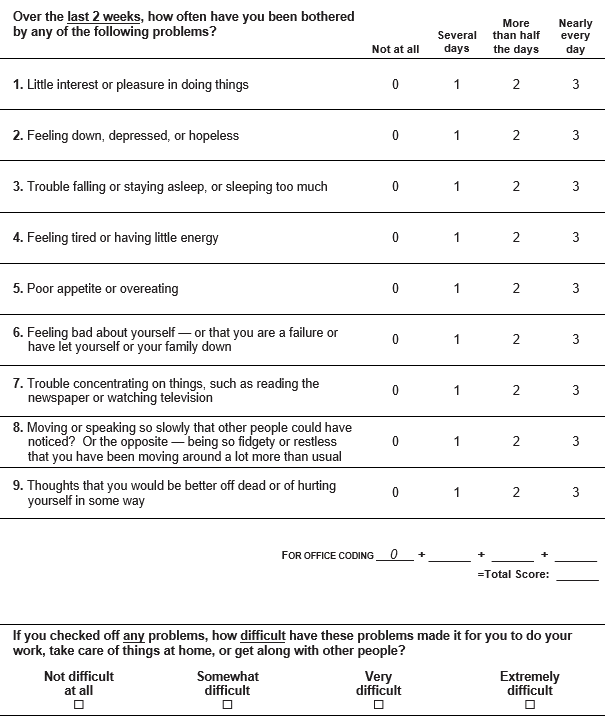 Over the last 2 weeks, how often have you been bothered
by any of the following problems?
Not at all
Several
days
More
than half
the days
Nearly
every
day
1. Little interest or pleasure in doing things 0 1 2 3
2. Feeling down, depressed, or hopeless 0 1 2 3
3. Trouble falling or staying asleep, or sleeping too much 0 1 2 3
4. Feeling tired or having little energy 0 1 2 3
5. Poor appetite or overeating 0 1 2 3
6. Feeling bad about yourself — or that you are a failure or
have let yourself or your family down 0 1 2 3
7. Trouble concentrating on things, such as reading the
newspaper or watching television 0 1 2 3
8. Moving or speaking so slowly that other people could have
noticed? Or the opposite — being so fidgety or restless
that you have been moving around a lot more than usual 0 1 2 3
9. Thoughts that you would be better off dead or of hurting
yourself in some way 0 1 2 3
FOR OFFICE CODING 0 + ______ + ______ + ______
=Total Score: ______
If you checked off any problems, how difficult have these problems made it for you to do your
work, take care of things at home, or get along with other people?
Not difficult
at all
☐
Somewhat
difficult
☐
Very
difficult
☐
Extremely
difficult
☐